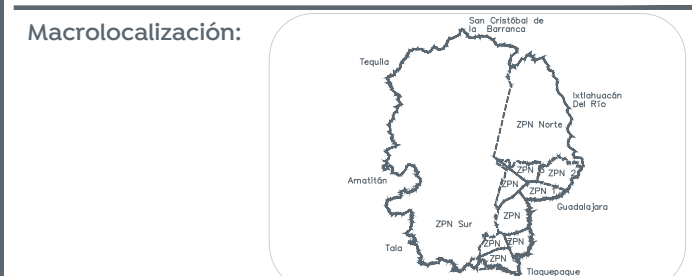 Macrolocalización:
San Cristóbal de
la Barranca
Tequila
Ixtlahuacán
Del Río
ZPN Norte
ZPN
ZPN 2
Amatitán
ZPN
ZPN 1
Guadalajara
ZPN
ZPN Sur
ZPN
ZPN
Tala
ZPN
Tlaquepaque